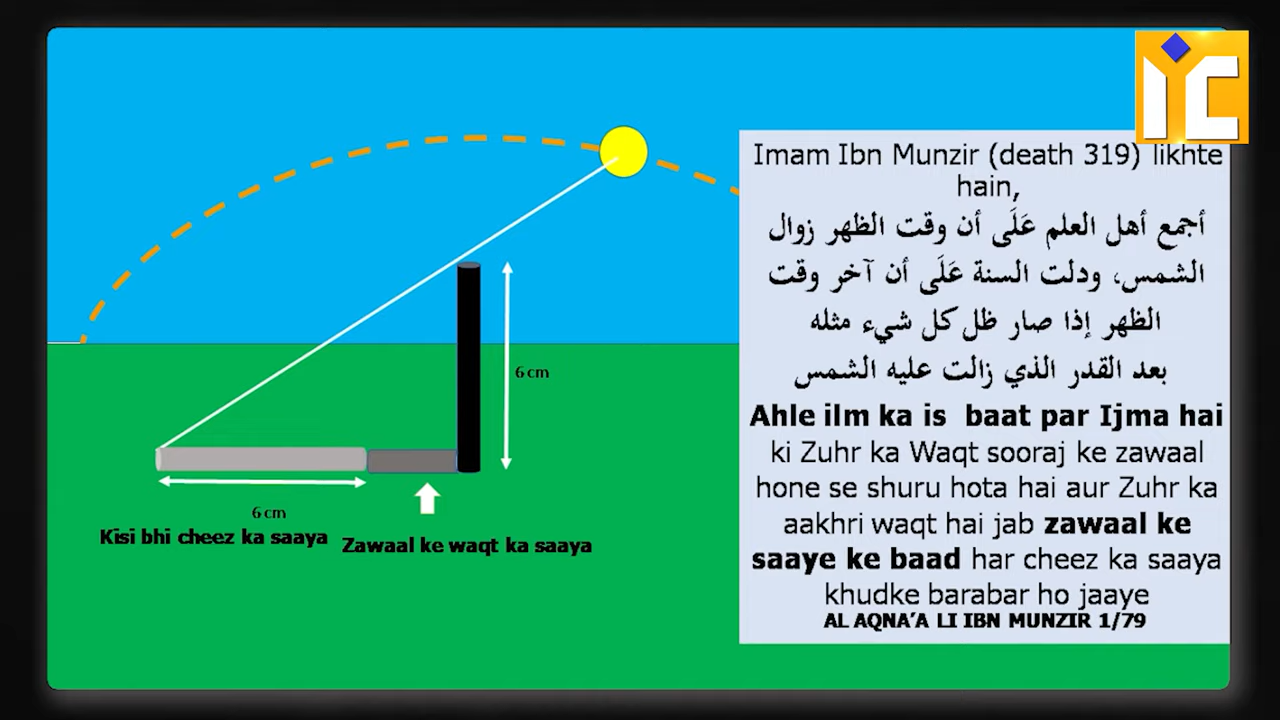 IYC
Imam Ibn Munzir (death 319) likhte
hain,
أجمع أهل العلم عَلَى أن وقت الظهر زوال
الشمس، ودلت السنة عَلَى أن آخر وقت
الظهر إذا صار ظل كل شيء مثله
بعد القدر الذي زالت عليه الشمس
Ahle ilm ka is baat par Ijma hai
ki Zuhr ka Waqt sooraj ke zawaal
hone se shuru hota hai aur Zuhr ka
aakhri waqt hai jab zawaal ke
saaye ke baad har cheez ka saaya
khudke barabar ho jaaye
AL AQNA’A LI IBN MUNZIR 1/79
6 cm
6 cm
Kisi bhi cheez ka saaya
Zawaal ke waqt ka saaya